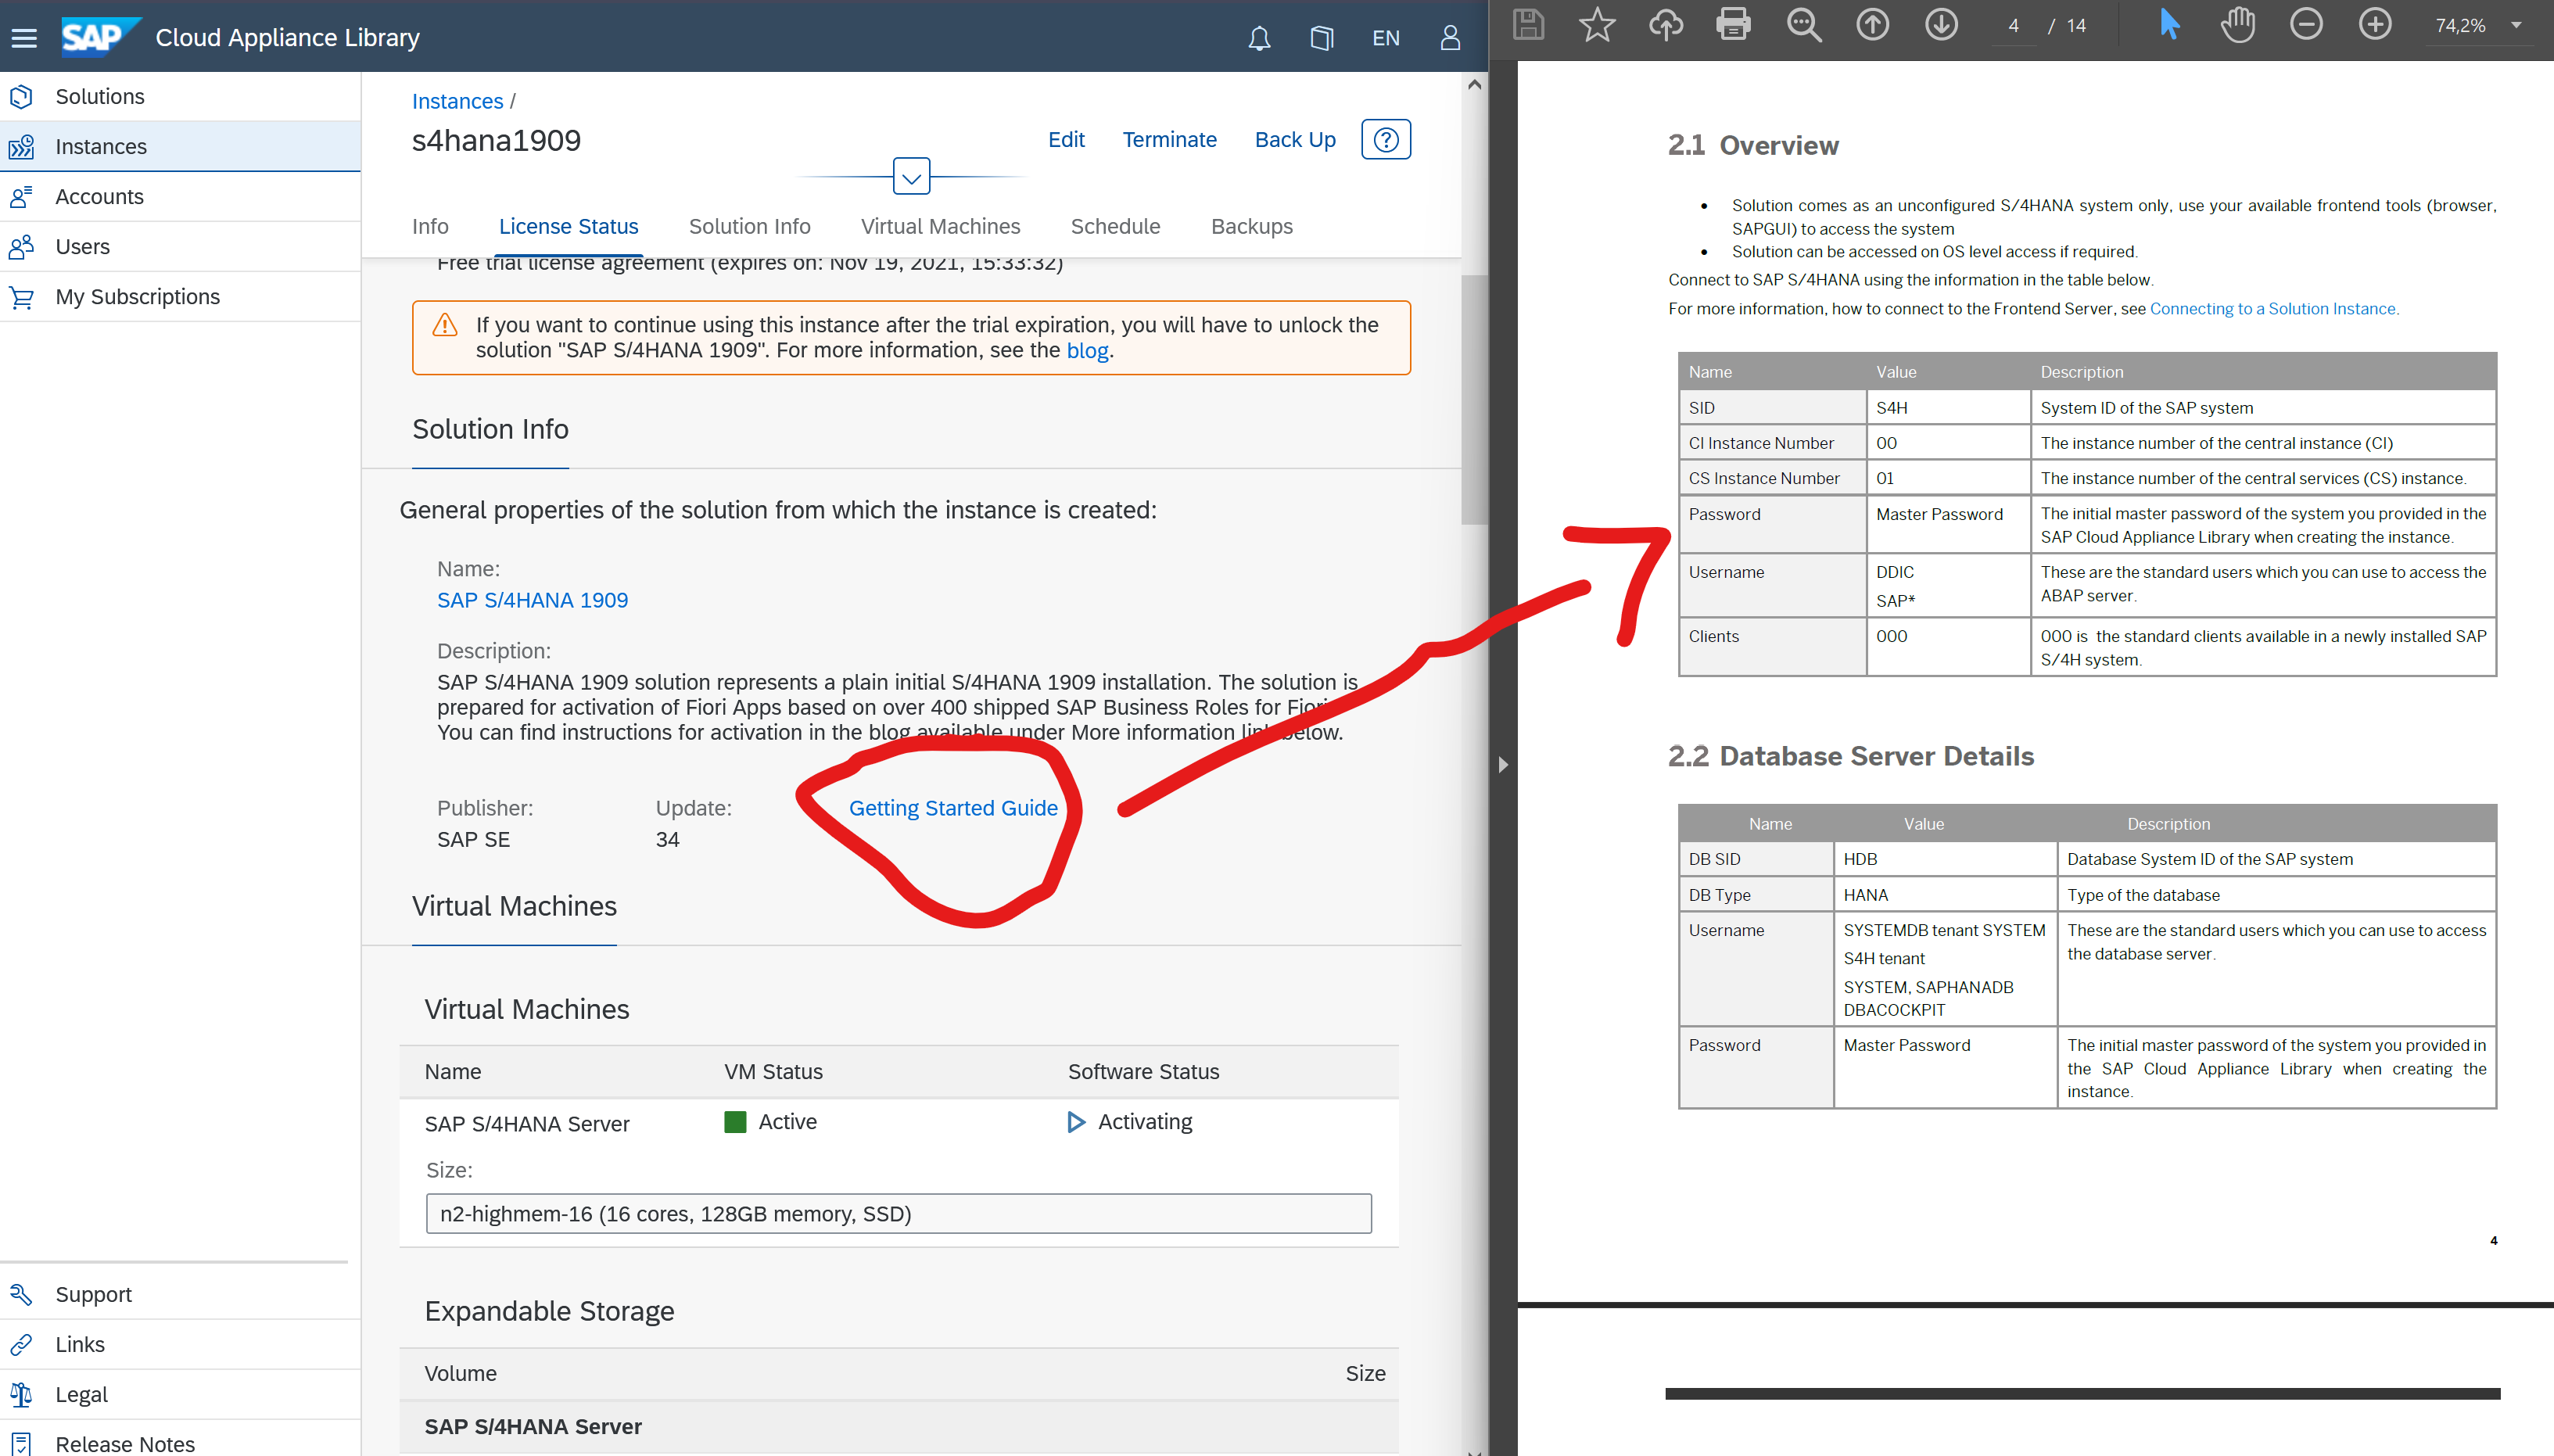 SAP Cloud Appliance Library
EN
Solutions
Instances
Accounts
Users
My Subscriptions
Support
Links
Legal
Release Notes
Instances /
s4hana1909
Edit
Terminate
Back Up
Info
License Status
Solution Info
Virtual Machines
Schedule
Backups
Free trial license agreement (expires on: Nov 19, 2021, 15:33:32)
If you want to continue using this instance after the trial expiration, you will have to unlock the
solution "SAP S/4HANA 1909". For more information, see the blog.
Solution Info
General properties of the solution from which the instance is created:
Name:
SAP S/4HANA 1909
Description:
SAP S/4HANA 1909 solution represents a plain initial S/4HANA 1909 installation. The solution is
prepared for activation of Fiori Apps based on over 400 shipped SAP Business Roles for Fiori.
You can find instructions for activation in the blog available under More information link below.
Publisher:
SAP SE
Update:
34
Getting Started Guide
Virtual Machines
Virtual Machines
Name VM Status Software Status
SAP S/4HANA Server Active Activating
Size:
n2-highmem-16 (16 cores, 128GB memory, SSD)
Expandable Storage
Volume Size
SAP S/4HANA Server
4 / 14
74,2%
2.1 Overview
• Solution comes as an unconfigured S/4HANA system only, use your available frontend tools (browser,
SAPGUI) to access the system
• Solution can be accessed on OS level access if required.
Connect to SAP S/4HANA using the information in the table below.
For more information, how to connect to the Frontend Server, see Connecting to a Solution Instance.
Name Value Description
SID S4H System ID of the SAP system
CI Instance Number 00 The instance number of the central instance (CI)
CS Instance Number 01 The instance number of the central services (CS) instance.
Password Master Password The initial master password of the system you provided in the
SAP Cloud Appliance Library when creating the instance.
Username DDIC These are the standard users which you can use to access the
SAP* ABAP server.
Clients 000 000 is the standard clients available in a newly installed SAP
S/4H system.
2.2 Database Server Details
Name Value Description
DB SID HDB Database System ID of the SAP system
DB Type HANA Type of the database
Username SYSTEMDB tenant SYSTEM These are the standard users which you can use to access
S4H tenant the database server.
SYSTEM, SAPHANADB
DBACOCKPIT
Password Master Password The initial master password of the system you provided in
the SAP Cloud Appliance Library when creating the
instance.
4